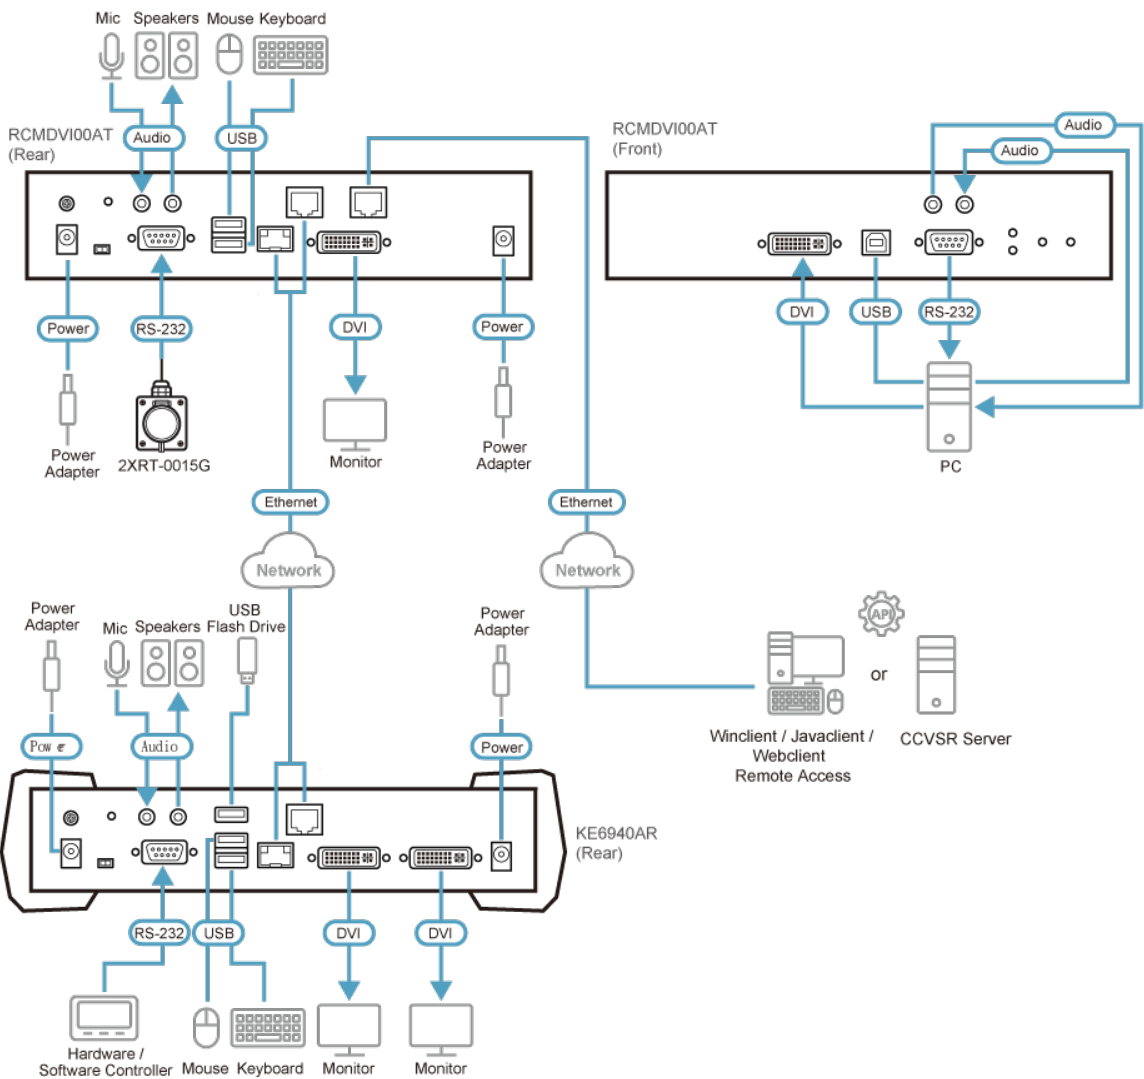 Mic Speakers Mouse Keyboard
RCMDVI00AT
(Rear)
Audio
USB
RCMDVI00AT
(Front)
Audio
Audio
Power
RS-232
DVI
Power
DVI
USB
RS-232
Power
Adapter
2XRT-0015G
Monitor
Power
Adapter
PC
Ethernet
Ethernet
Network
Network
Power
Adapter
Mic Speakers
USB
Flash Drive
Power
Adapter
API
or
Winclient / Javaclient /
Webclient
Remote Access
CCVSR Server
Power
Audio
Power
KE6940AR
(Rear)
RS-232
USB
DVI
DVI
Hardware /
Software Controller
Mouse Keyboard
Monitor
Monitor